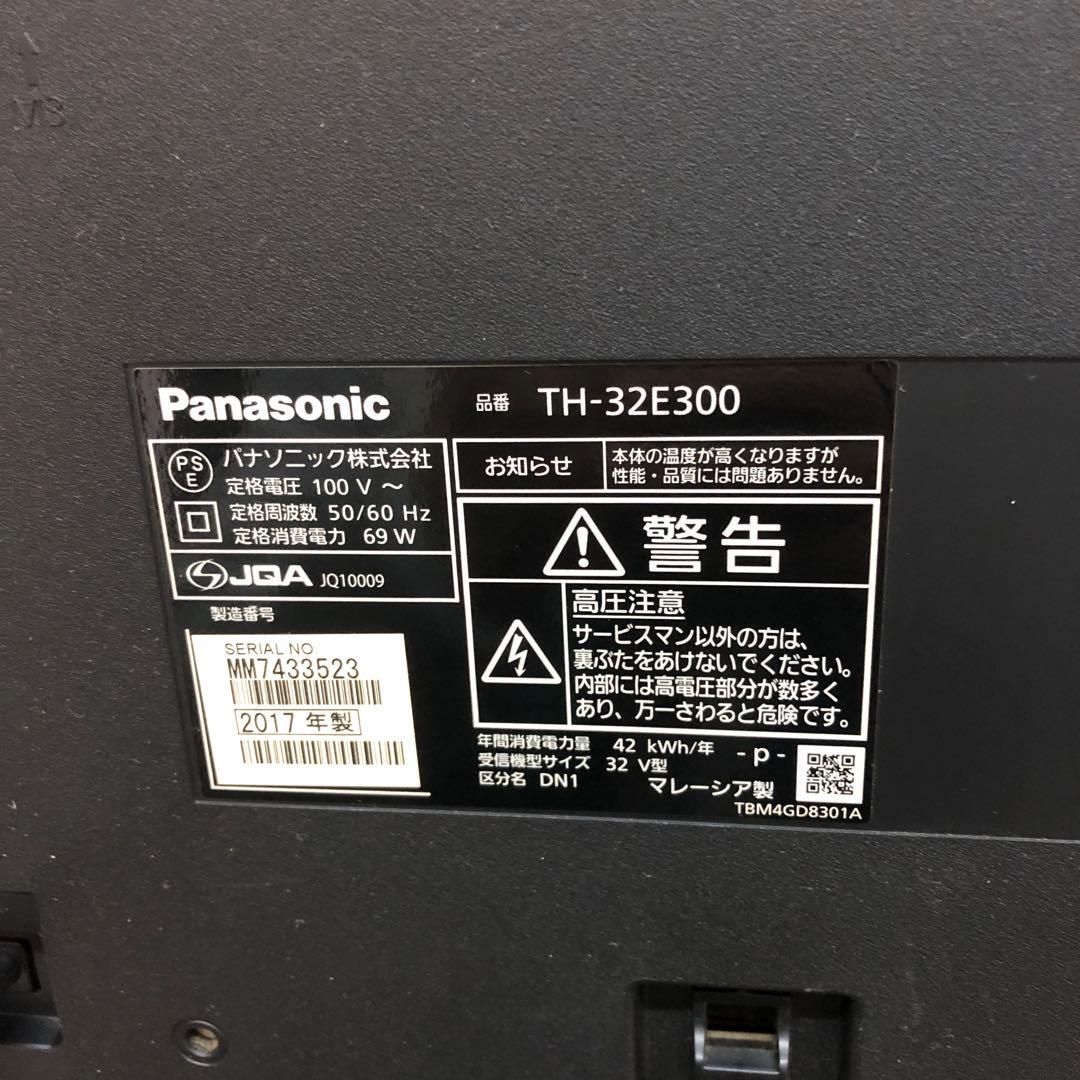 M3
Panasonic
品番 TH-32E300
PS
E
パナソニック株式会社
定格電圧 100 V ～
定格周波数 50/60 Hz
定格消費電力 69 W
JQA JQ10009
製造番号
SERIAL NO
MM7433523
2017 年製
お知らせ
本体の温度が高くなりますが
性能・品質には問題ありません。
警告
高圧注意
サービスマン以外の方は、
裏ぶたをあけないでください。
内部には高電圧部分が数多く
あり、万一さわると危険です。
年間消費電力量 42 kWh/年
受信機型サイズ 32 V型
区分名 DN1
- p -
マレーシア製
TBM4GD8301A